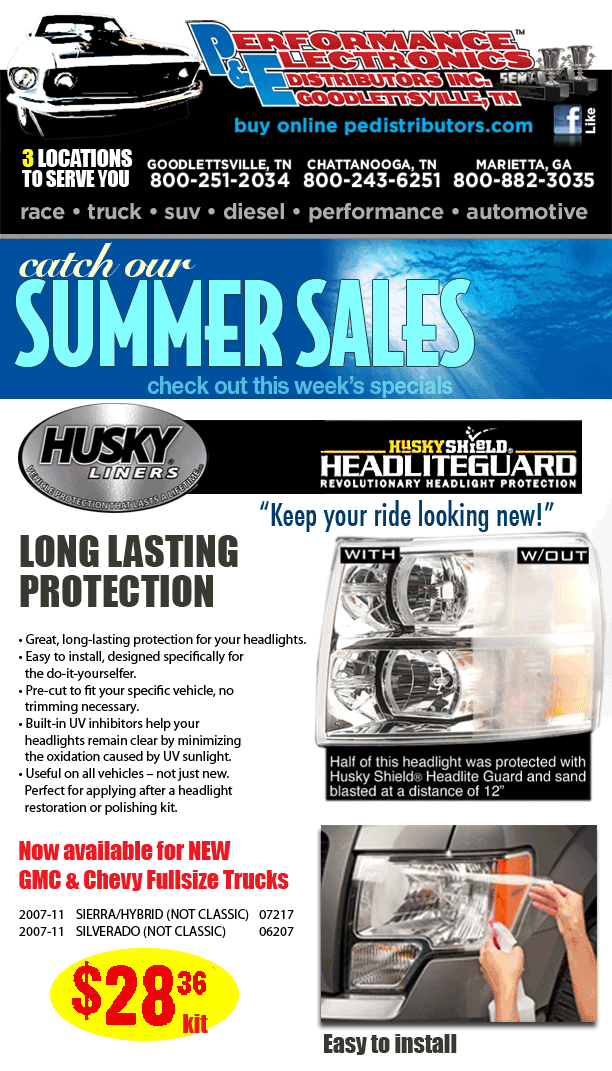 PERFORMANCE™
& ELECTRONICS
DISTRIBUTORS INC.
GOODLETTSVILLE, TN
SEMA
buy online pedistributors.com
Like
3 LOCATIONS
TO SERVE YOU
GOODLETTSVILLE, TN
800-251-2034
CHATTANOOGA, TN
800-243-6251
MARIETTA, GA
800-882-3035
race • truck • suv • diesel • performance • automotive
catch our
SUMMER SALES
check out this week's specials
HUSKY®
LINERS®
VEHICLE PROTECTION THAT LASTS A LIFETIME
HUSKYSHIELD®
HEADLITEGUARD
REVOLUTIONARY HEADLIGHT PROTECTION
“Keep your ride looking new!”
LONG LASTING
PROTECTION
• Great, long-lasting protection for your headlights.
• Easy to install, designed specifically for
the do-it-yourselfer.
• Pre-cut to fit your specific vehicle, no
trimming necessary.
• Built-in UV inhibitors help your
headlights remain clear by minimizing
the oxidation caused by UV sunlight.
• Useful on all vehicles – not just new.
Perfect for applying after a headlight
restoration or polishing kit.
WITH
W/OUT
Half of this headlight was protected with
Husky Shield® Headlite Guard and sand
blasted at a distance of 12”
Now available for NEW
GMC & Chevy Fullsize Trucks
2007-11 SIERRA/HYBRID (NOT CLASSIC) 07217
2007-11 SILVERADO (NOT CLASSIC) 06207
$28 36
kit
Easy to install